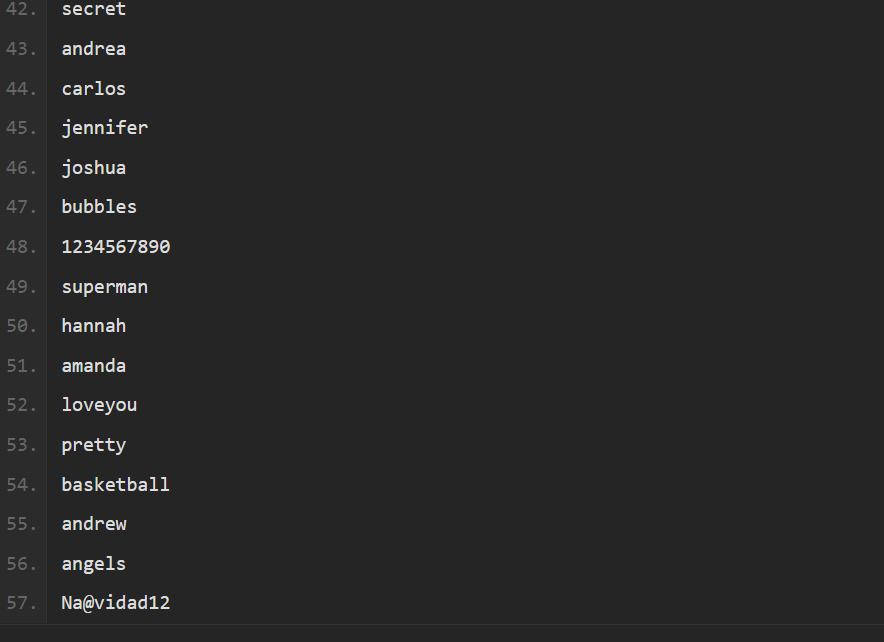 42. secret
43. andrea
44. carlos
45. jennifer
46. joshua
47. bubbles
48. 1234567890
49. superman
50. hannah
51. amanda
52. loveyou
53. pretty
54. basketball
55. andrew
56. angels
57. Na@vidad12